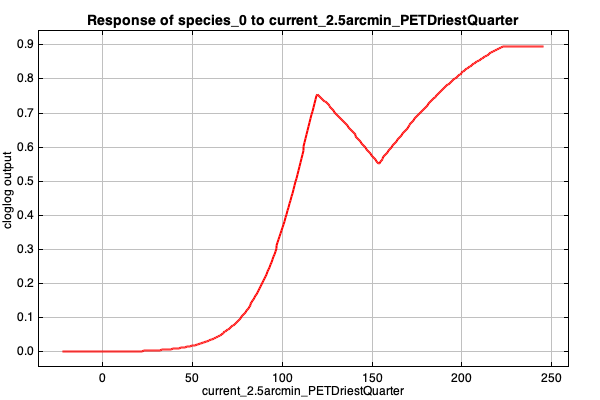 Response of species_0 to current_2.5arcmin_PETDriestQuarter
cloglog output
0.9
0.8
0.7
0.6
0.5
0.4
0.3
0.2
0.1
0.0
0 50 100 150 200 250
current_2.5arcmin_PETDriestQuarter